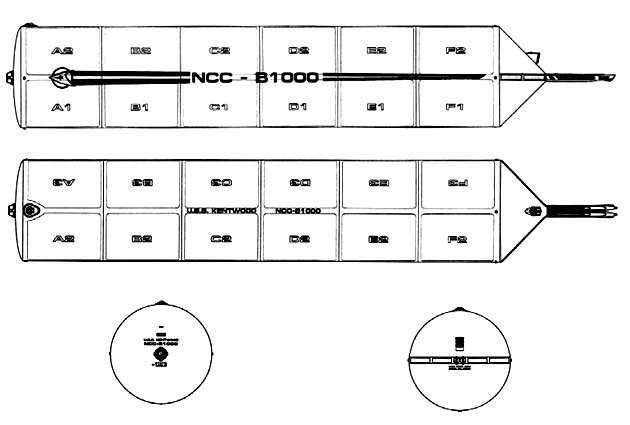 A2 B2 C2 D2 E2 F2
NCC - B1000
A1 B1 C1 D1 E1 F1
A3 B3 C3 D3 E3 F3
U.S.S. KENTWOOD NCC-B1000
A2 B2 C2 D2 E2 F2
U.S.S. KENTWOOD
NCC-B1000